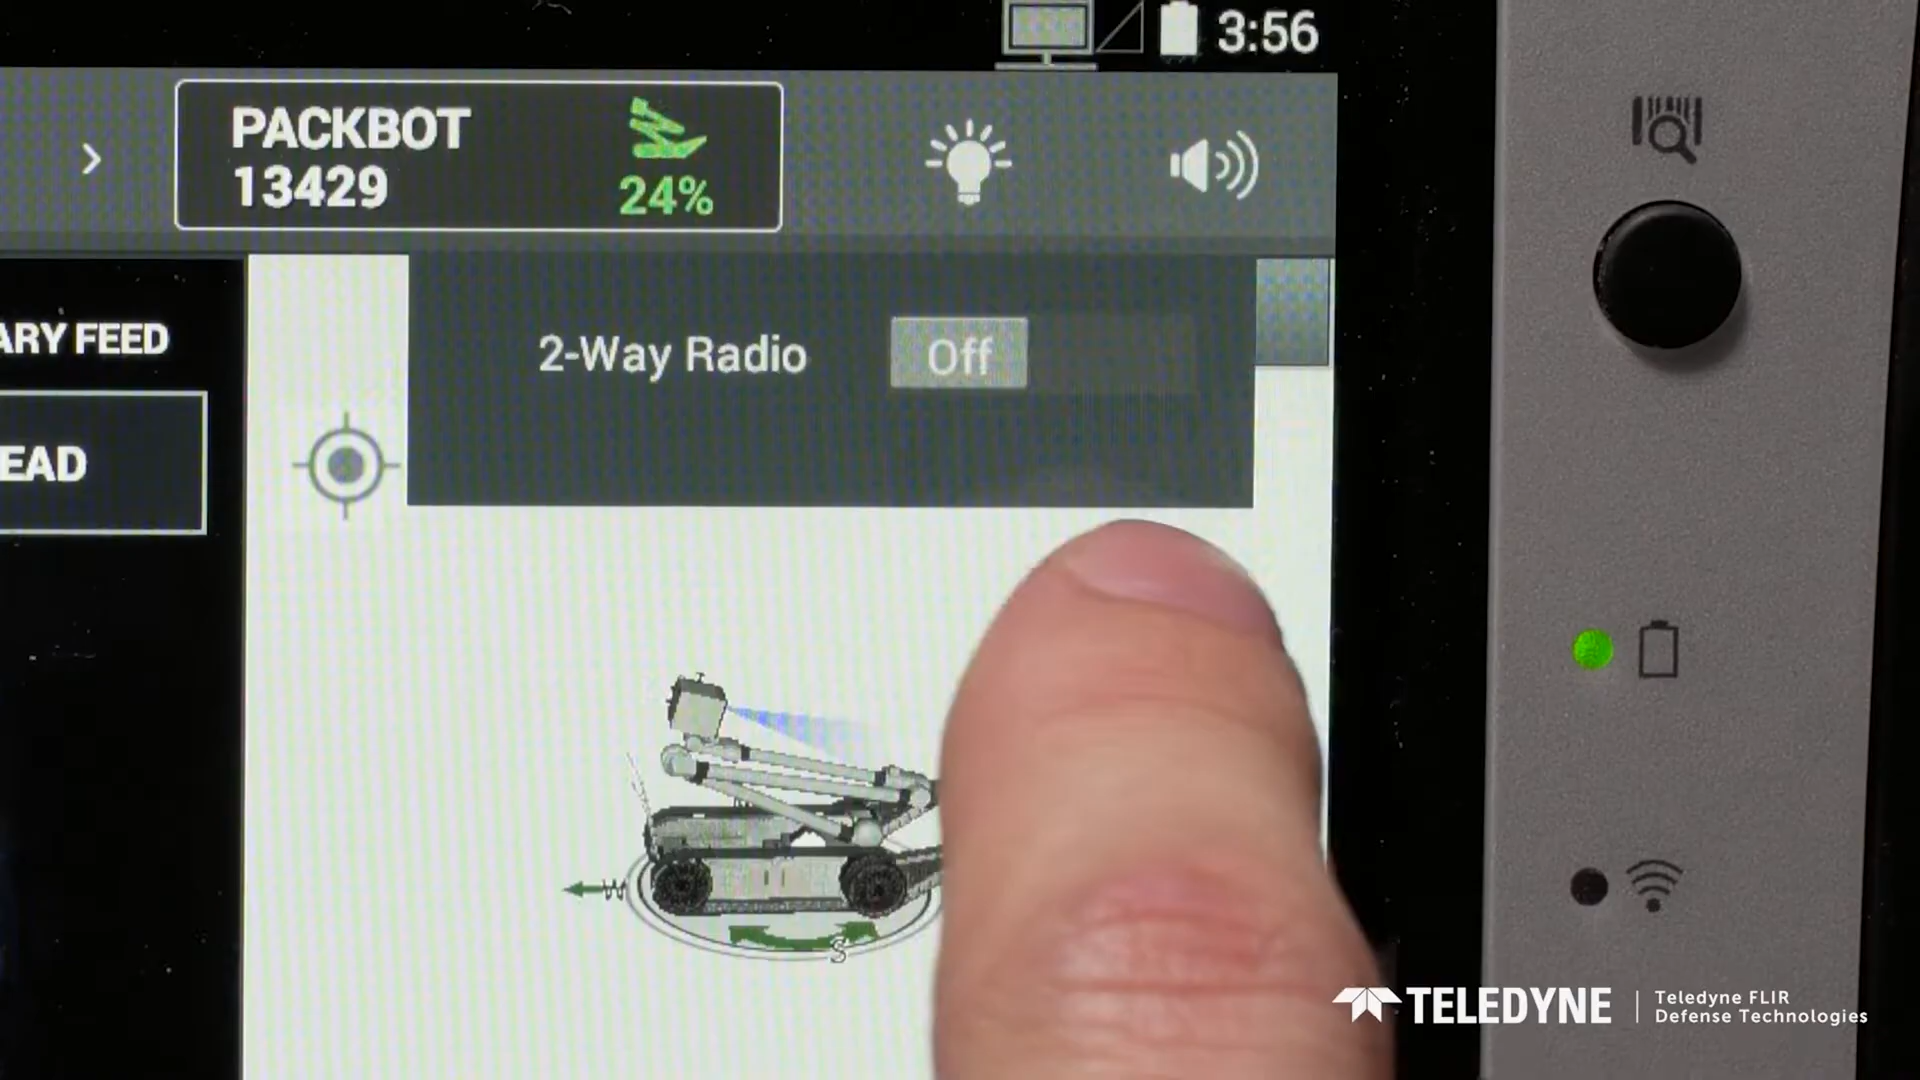 3:56
PACKBOT
13429
24%
ARY FEED
EAD
2-Way Radio
Off
W
S
TELEDYNE
Teledyne FLIR
Defense Technologies